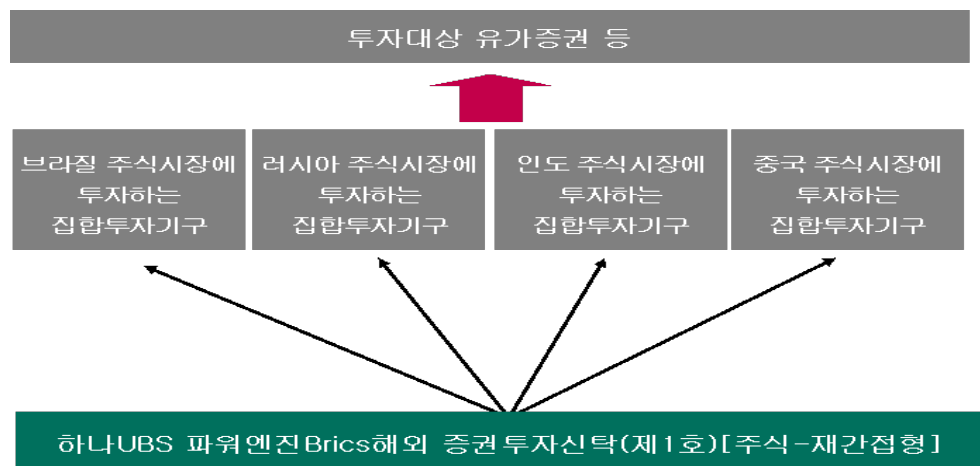 투자대상 유가증권 등
브라질 주식시장에
투자하는
집합투자기구
러시아 주식시장에
투자하는
집합투자기구
인도 주식시장에
투자하는
집합투자기구
중국 주식시장에
투자하는
집합투자기구
하나UBS 파워엔진Brics해외 증권투자신탁(제1호)[주식-재간접형]